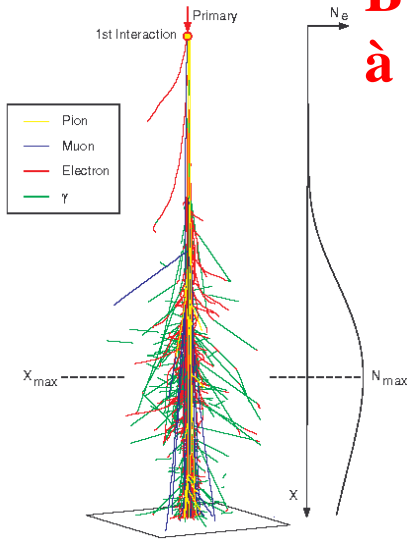 Primary
1st Interaction
N_e
B
à
Pion
Muon
Electron
γ
X_max
N_max
X